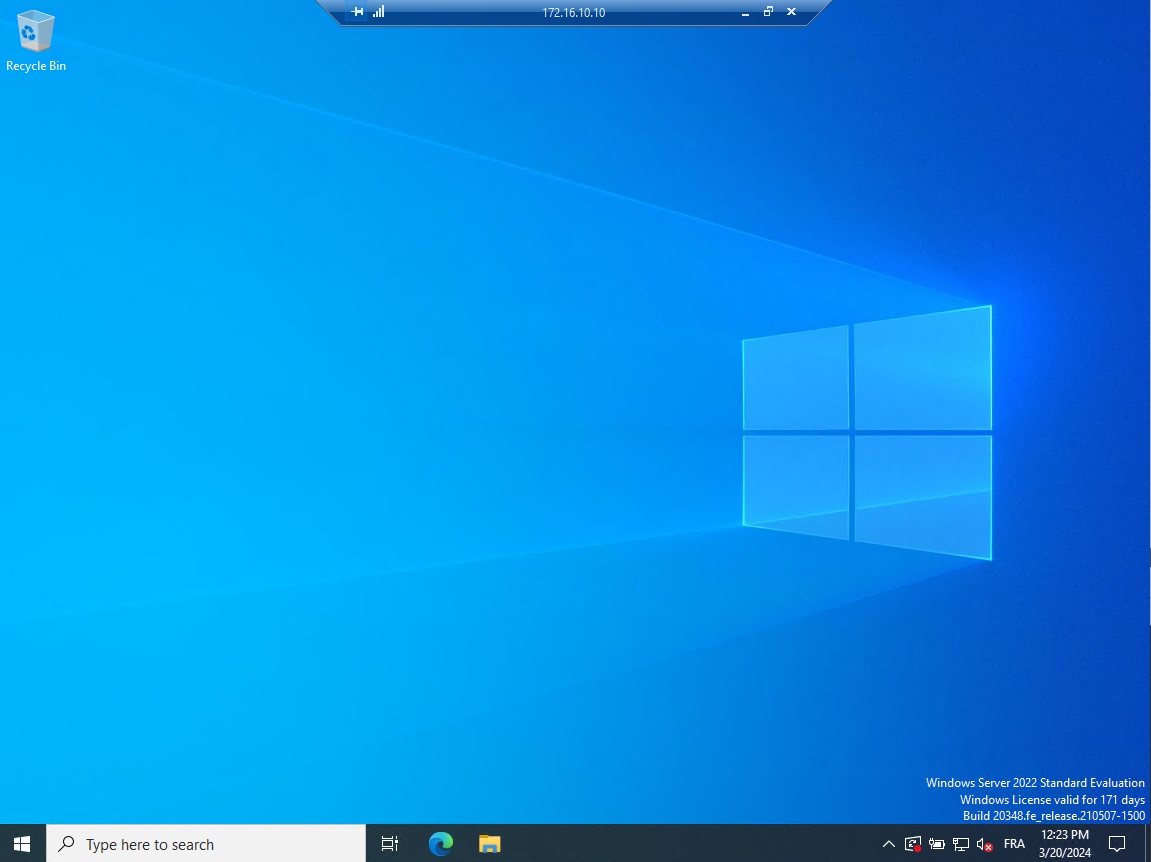 172.16.10.10
Recycle Bin
Windows Server 2022 Standard Evaluation
Windows License valid for 171 days
Build 20348.fe_release.210507-1500
Type here to search
FRA
12:23 PM
3/20/2024